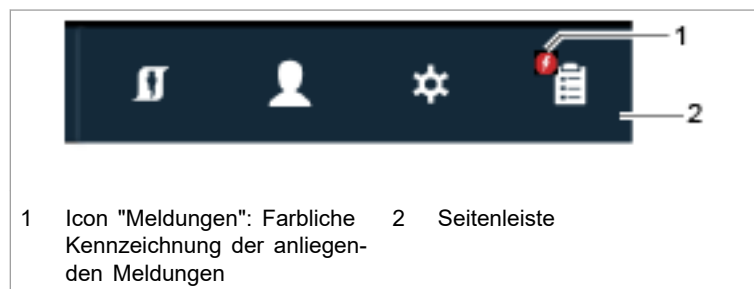 1
2
1 Icon "Meldungen": Farbliche
Kennzeichnung der anliegen-
den Meldungen
2 Seitenleiste